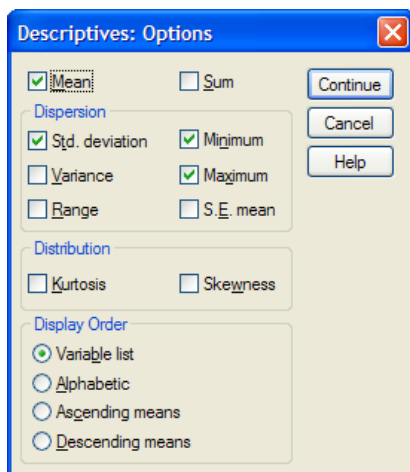 Descriptives: Options
Mean Sum Continue
Dispersion
Cancel
Std. deviation Minimum
Variance Maximum Help
Range S.E. mean
Distribution
Kurtosis Skewness
Display Order
Variable list
Alphabetic
Ascending means
Descending means